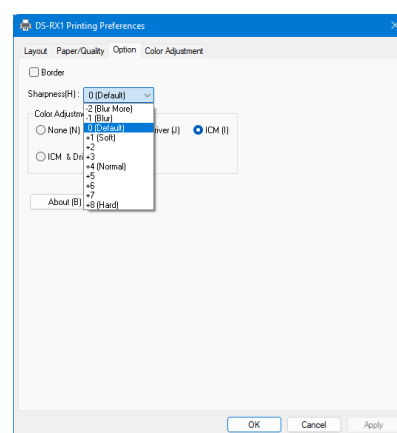 DS-RX1 Printing Preferences
Layout Paper/Quality Option Color Adjustment
Border
Sharpness(H) : 0 (Default)
-2 (Blur More)
-1 (Blur)
0 (Default)
+1 (Soft)
+2
+3
+4 (Normal)
+5
+6
+7
+8 (Hard)
Color Adjustme
None (N) river (J) ICM (I)
ICM & Dri
About (B)
OK Cancel Apply